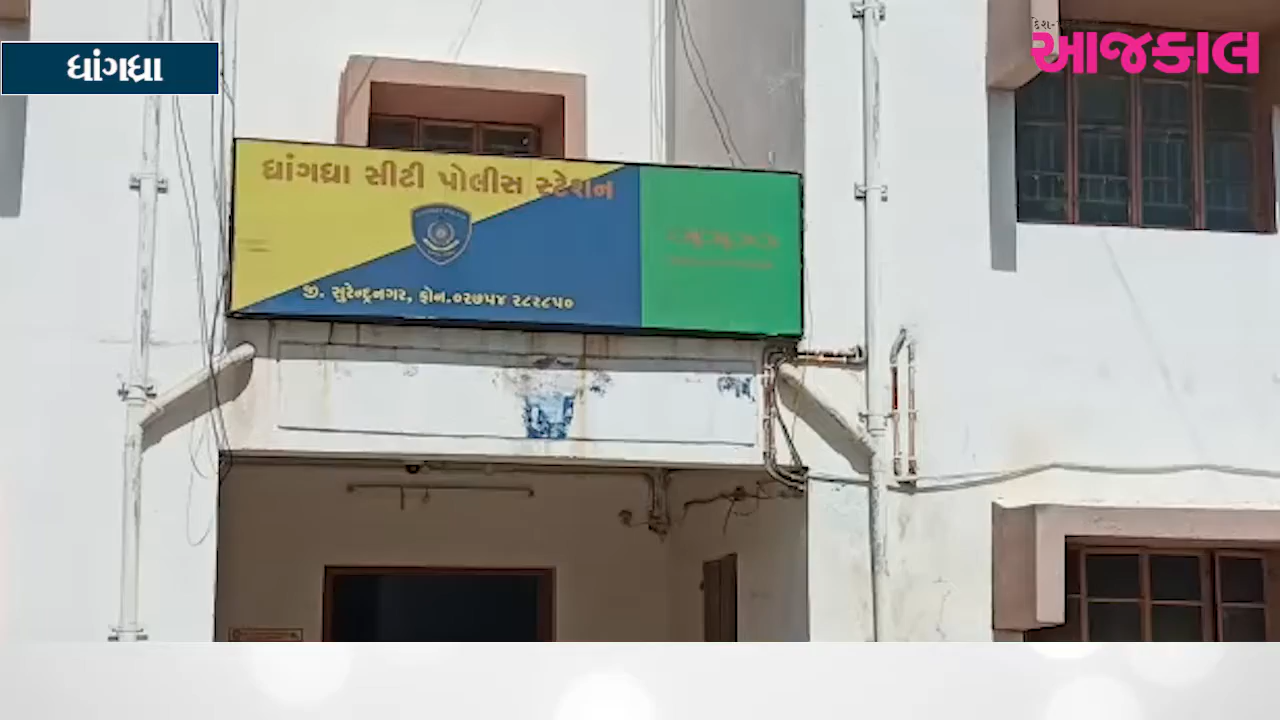 ધ્રાંગધ્રા
આજકાલ
ધ્રાંગધ્રા સીટી પોલીસ સ્ટેશન
જી. સુરેન્દ્રનગર, ફોન.૦૨૭૫૪ ૨૮૨૮૫૦